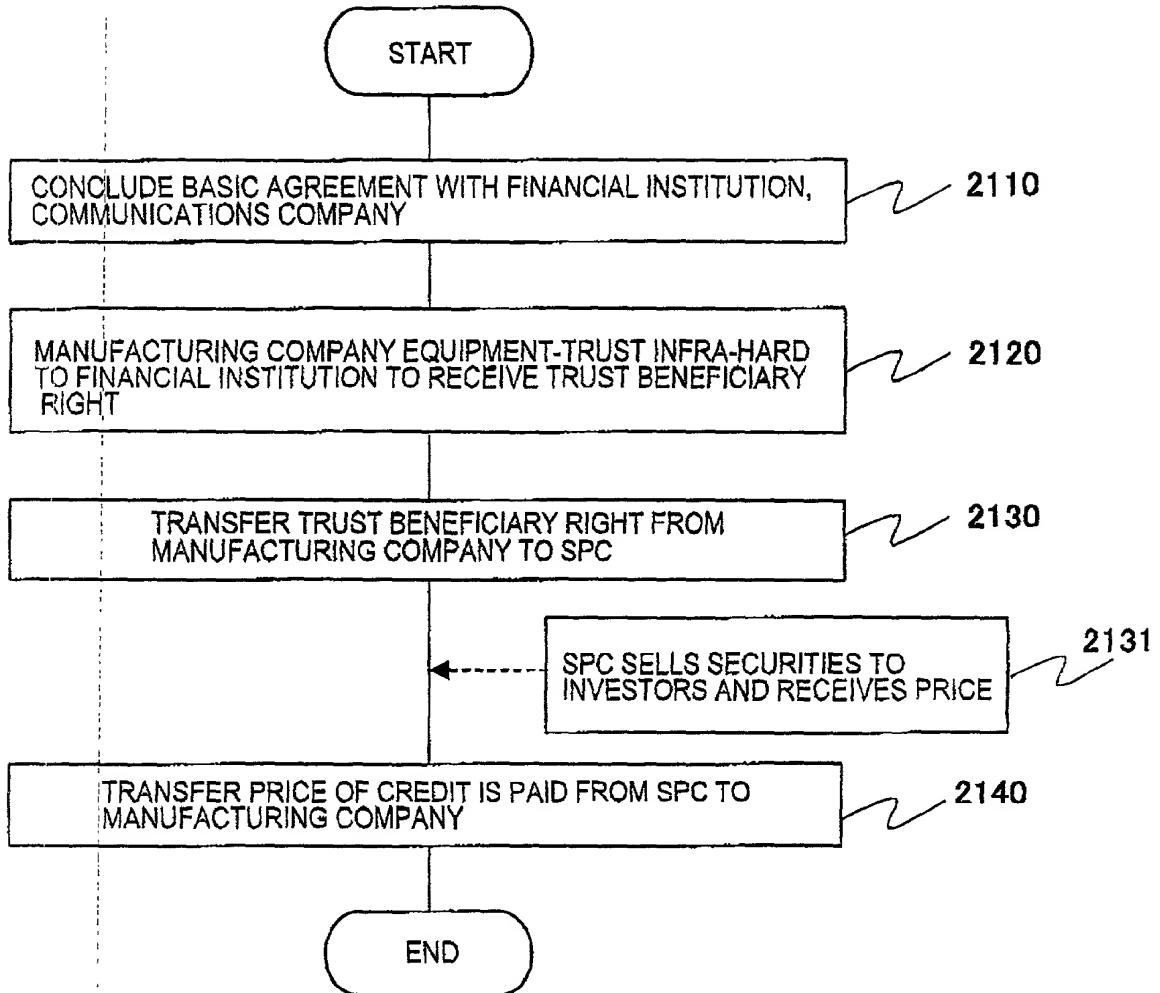 START
CONCLUDE BASIC AGREEMENT WITH FINANCIAL INSTITUTION,
COMMUNICATIONS COMPANY
2110
MANUFACTURING COMPANY EQUIPMENT-TRUST INFRA-HARD
TO FINANCIAL INSTITUTION TO RECEIVE TRUST BENEFICIARY
RIGHT
2120
TRANSFER TRUST BENEFICIARY RIGHT FROM
MANUFACTURING COMPANY TO SPC
2130
SPC SELLS SECURITIES TO
INVESTORS AND RECEIVES PRICE
2131
TRANSFER PRICE OF CREDIT IS PAID FROM SPC TO
MANUFACTURING COMPANY
2140
END